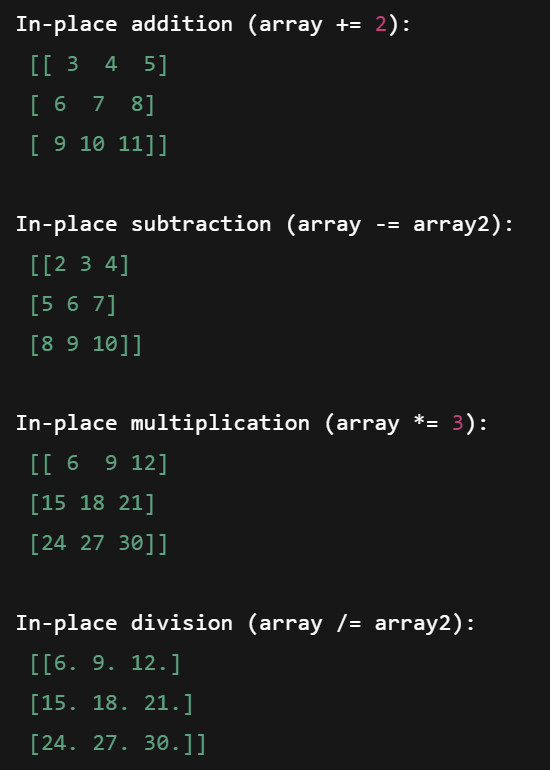 In-place addition (array += 2):
 [[ 3  4  5]
 [ 6  7  8]
 [ 9 10 11]]

In-place subtraction (array -= array2):
 [[2 3 4]
 [5 6 7]
 [8 9 10]]

In-place multiplication (array *= 3):
 [[ 6  9 12]
 [15 18 21]
 [24 27 30]]

In-place division (array /= array2):
 [[6. 9. 12.]
 [15. 18. 21.]
 [24. 27. 30.]]